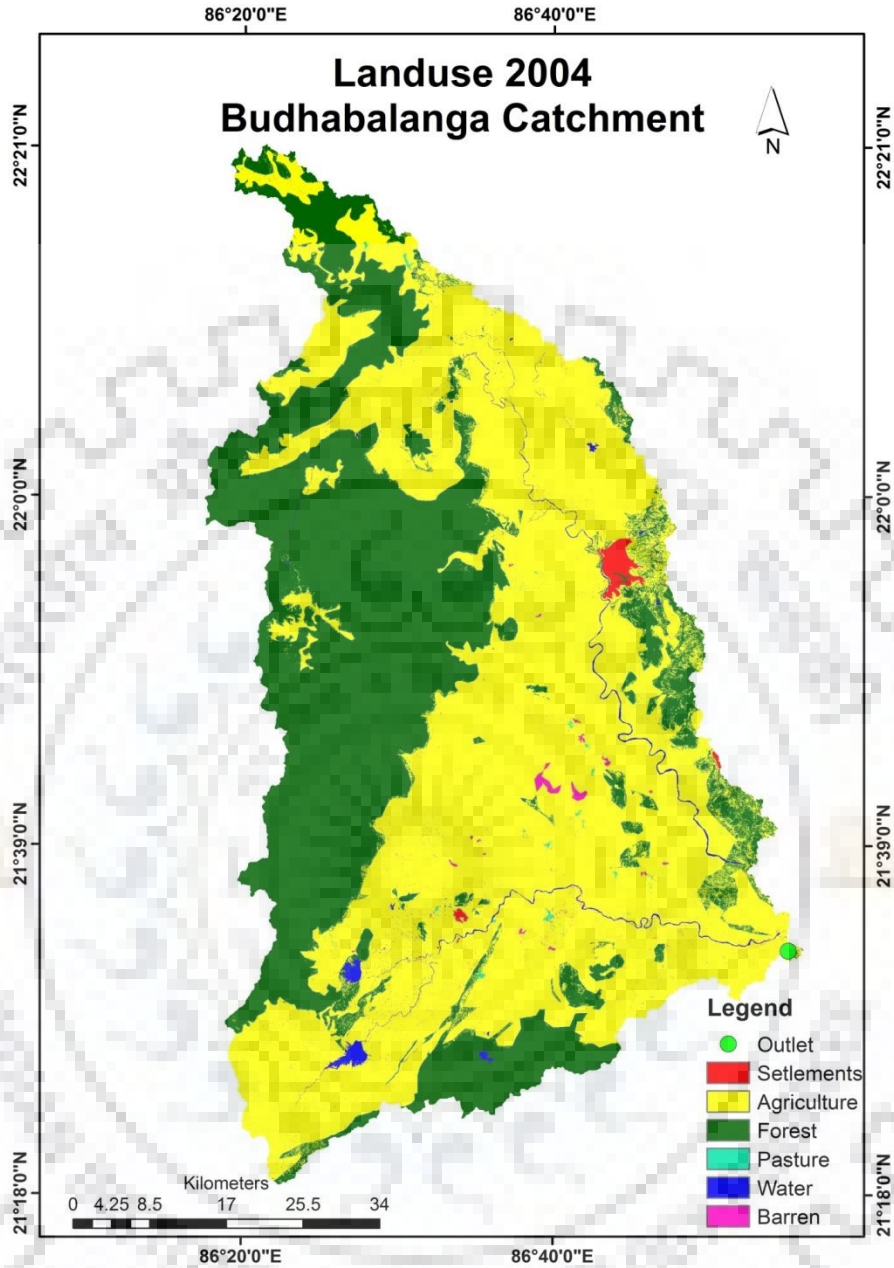 86°20'0"E 86°40'0"E
Landuse 2004
Budhabalanga Catchment
N
22°21'0"N 22°21'0"N
22°0'0"N 22°0'0"N
21°39'0"N 21°39'0"N
Legend
Outlet
Setlements
Agriculture
Forest
Pasture
Water
Barren
Kilometers
0 4.25 8.5 17 25.5 34
21°18'0"N 21°18'0"N
86°20'0"E 86°40'0"E